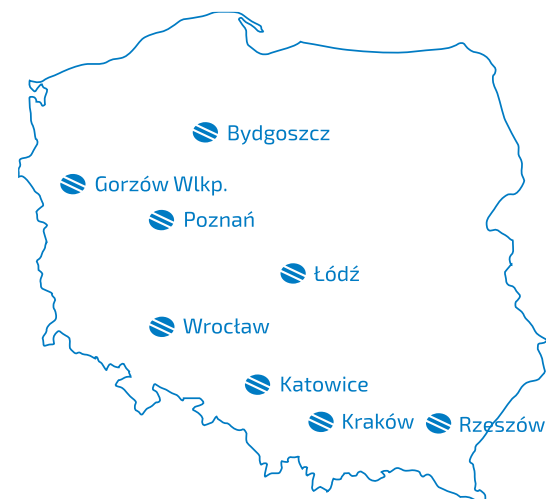 Bydgoszcz
Gorzów Wlkp.
Poznań
Łódź
Wrocław
Katowice
Kraków
Rzeszów